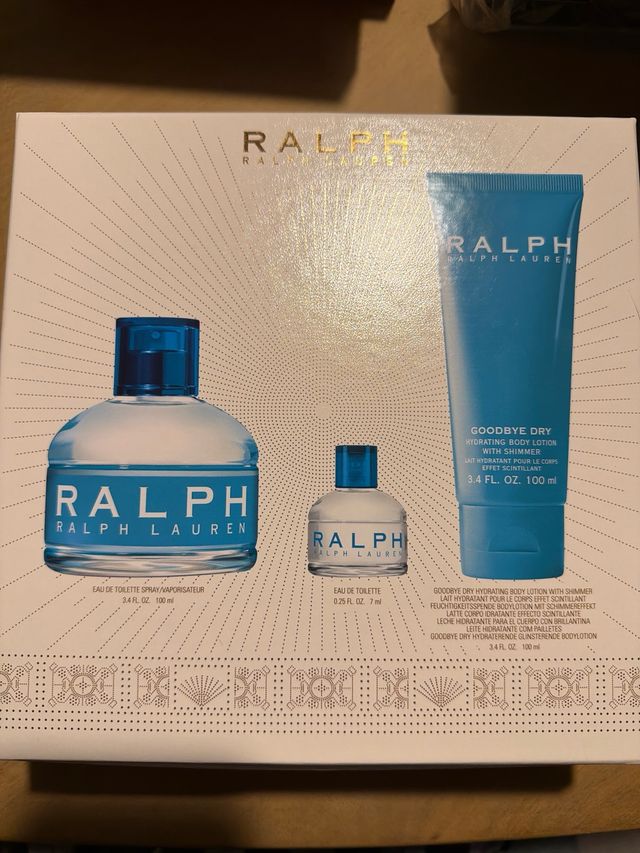 RALPH
RALPH LAUREN
RALPH
RALPH LAUREN
GOODBYE DRY
HYDRATING BODY LOTION
WITH SHIMMER
LAIT HYDRATANT POUR LE CORPS
EFFET SCINTILLANT
3.4 FL. OZ. 100 ml
RALPH
RALPH LAUREN
RALPH
RALPH LAUREN
EAU DE TOILETTE SPRAY/VAPORISATEUR
3.4 FL. OZ. 100 ml
EAU DE TOILETTE
0.25 FL. OZ. 7 ml
GOODBYE DRY HYDRATING BODY LOTION WITH SHIMMER
LAIT HYDRATANT POUR LE CORPS EFFET SCINTILLANT
FEUCHTIGKEITSSPENDE BODYLOTION MIT SCHIMMEREFFEKT
LATTE CORPO IDRATANTE EFFECTO SCINTILLANTE
LECHE HIDRATANTE PARA EL CUERPO CON BRILLANTINA
LEITE HIDRATANTE COM PAILLETES
GOODBYE DRY HYDRATERENDE GLINSTERENDE BODYLOTION
3.4 FL. OZ. 100 ml